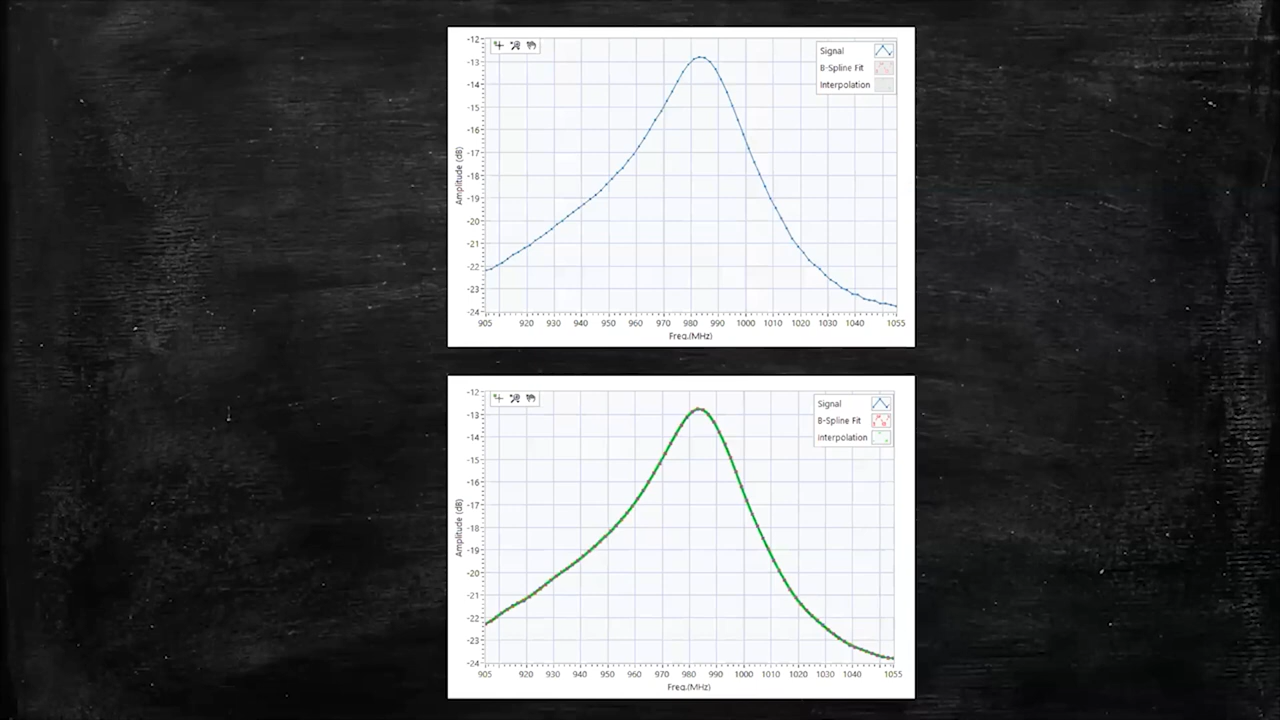 -12
Signal
-13
B-Spline Fit
-14
Interpolation
-15
-16
-17
Amplitude (dB)
-18
-19
-20
-21
-22
-23
-24
905 920 930 940 950 960 970 980 990 1000 1010 1020 1030 1040 1055
Freq.(MHz)
-12
Signal
-13
B-Spline Fit
-14
Interpolation
-15
-16
-17
Amplitude (dB)
-18
-19
-20
-21
-22
-23
-24
905 920 930 940 950 960 970 980 990 1000 1010 1020 1030 1040 1055
Freq.(MHz)